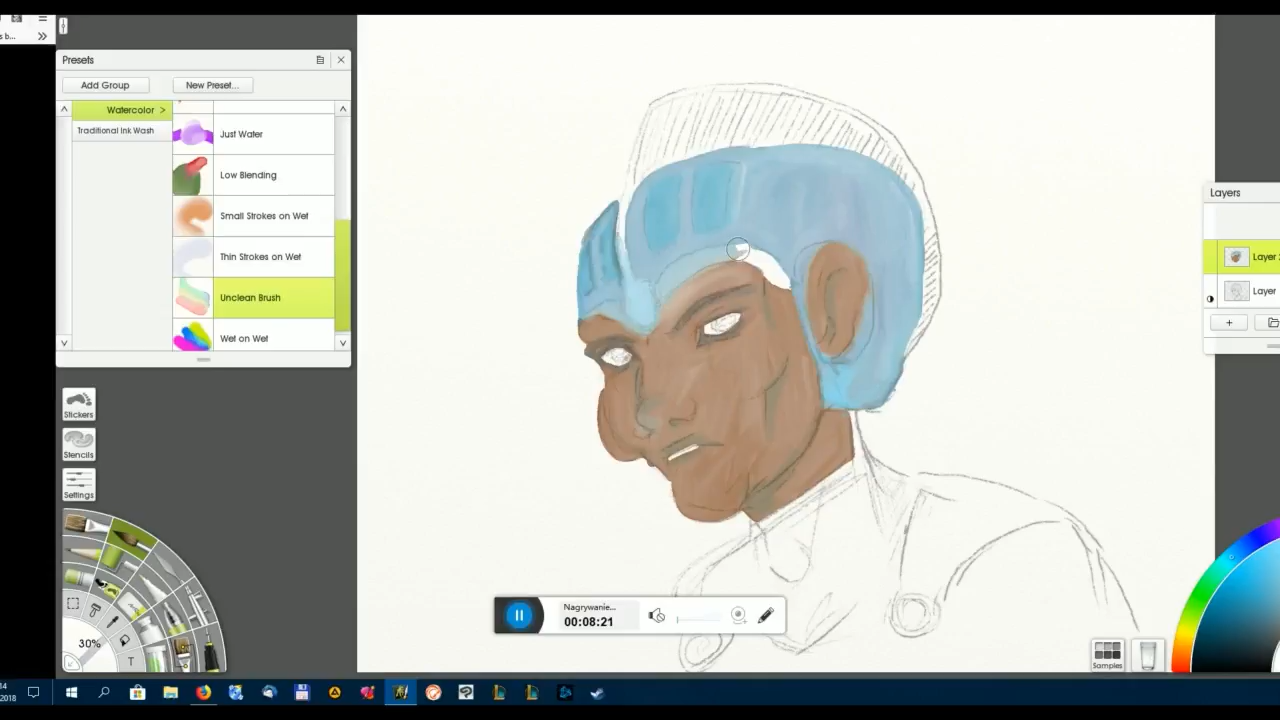 s b...
Presets
Add Group
New Preset...
Watercolor >
Traditional Ink Wash
Just Water
Low Blending
Small Strokes on Wet
Thin Strokes on Wet
Unclean Brush
Wet on Wet
Stickers
Stencils
Settings
30%
T
Layers
Layer
Layer
Nagrywanie...
00:08:21
Samples
14
2018